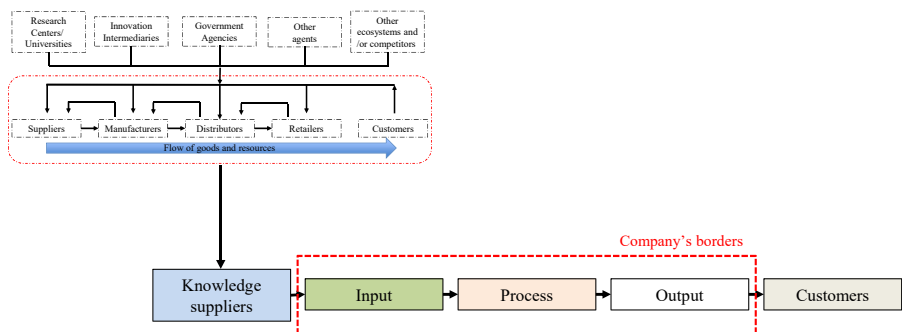 Research
Centers/
Universities
Innovation
Intermediaries
Government
Agencies
Other
agents
Other
ecosystems and
/or competitors
Suppliers
Manufacturers
Distributors
Retailers
Customers
Flow of goods and resources
Company's borders
Knowledge
suppliers
Input
Process
Output
Customers